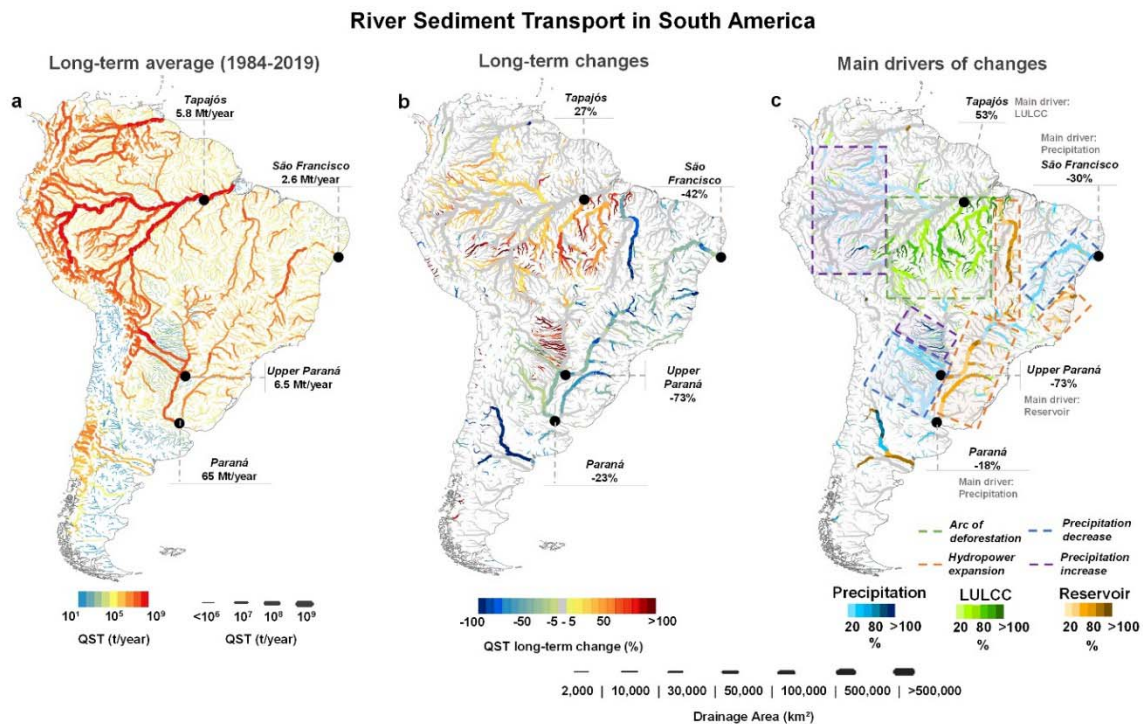 River Sediment Transport in South America
Long-term average (1984-2019)
a
Tapajós
5.8 Mt/year
São Francisco
2.6 Mt/year
Upper Paraná
6.5 Mt/year
Paraná
65 Mt/year
10¹ 10⁵ 10⁹
QST (t/year)
<10⁶ 10⁷ 10⁸ 10⁹
QST (t/year)
Long-term changes
b
Tapajós
27%
São
Francisco
-42%
Upper
Paraná
-73%
Paraná
-23%
-100 -50 -5 - 5 50 >100
QST long-term change (%)
Main drivers of changes
c
Tapajós
53%
Main driver:
LULCC
Main driver:
Precipitation
São Francisco
-30%
Upper Paraná
-73%
Main driver:
Reservoir
Paraná
-18%
Main driver:
Precipitation
Arc of
deforestation
Precipitation
decrease
Hydropower
expansion
Precipitation
increase
Precipitation
20 80 >100
%
LULCC
20 80 >100
%
Reservoir
20 80 >100
%
2,000 | 10,000 | 30,000 | 50,000 | 100,000 | 500,000 | >500,000
Drainage Area (km²)